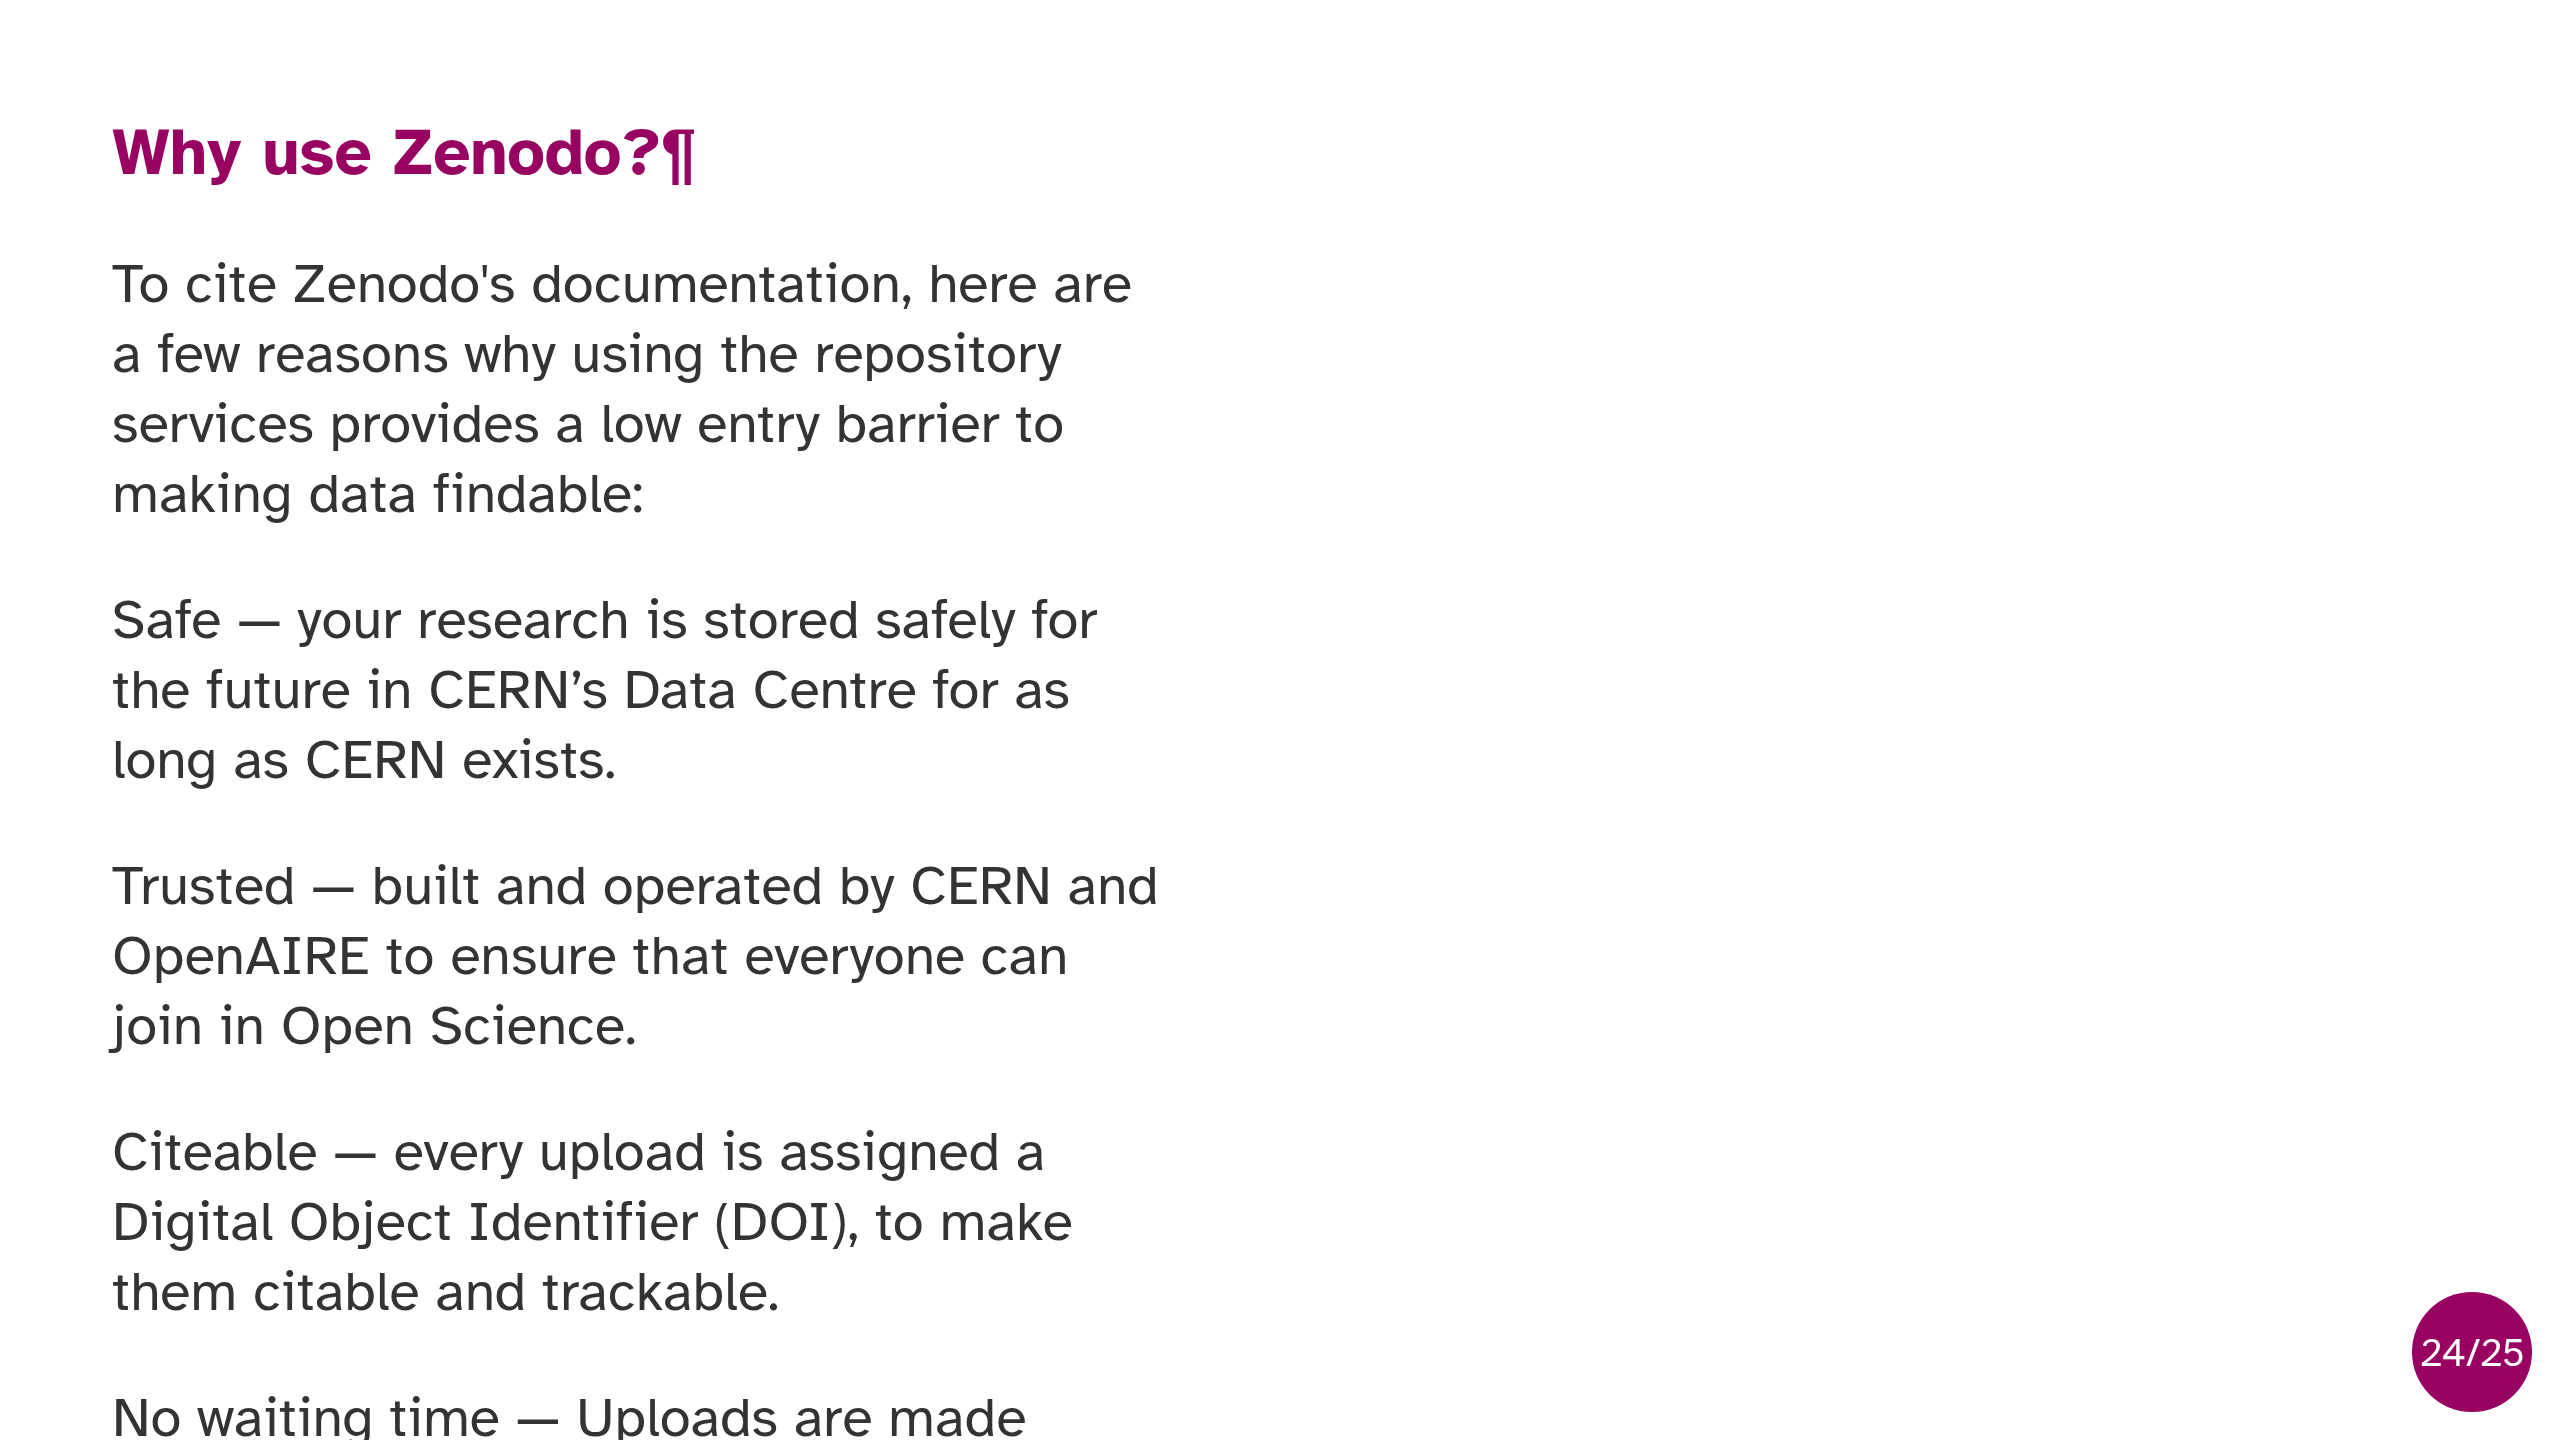 Why use Zenodo?¶
To cite Zenodo's documentation, here are
a few reasons why using the repository
services provides a low entry barrier to
making data findable:
Safe — your research is stored safely for
the future in CERN’s Data Centre for as
long as CERN exists.
Trusted — built and operated by CERN and
OpenAIRE to ensure that everyone can
join in Open Science.
Citeable — every upload is assigned a
Digital Object Identifier (DOI), to make
them citable and trackable.
No waiting time — Uploads are made
24/25